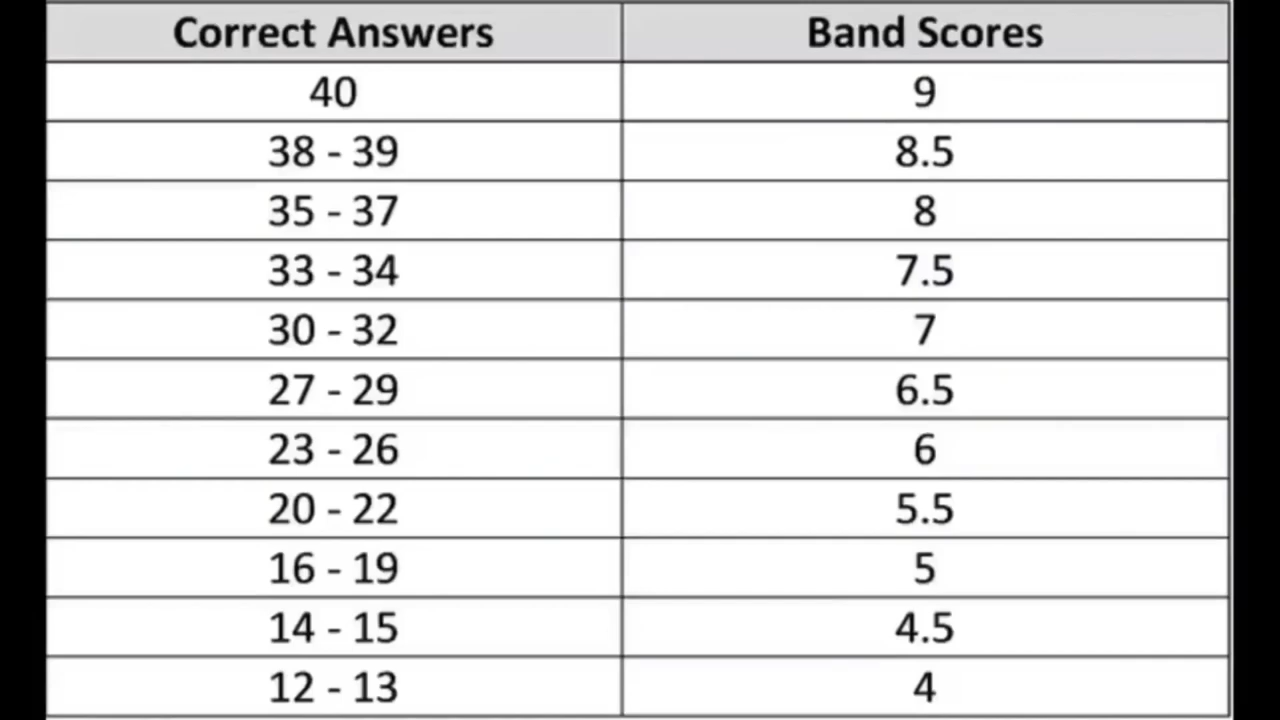 Correct Answers Band Scores
40 9
38 - 39 8.5
35 - 37 8
33 - 34 7.5
30 - 32 7
27 - 29 6.5
23 - 26 6
20 - 22 5.5
16 - 19 5
14 - 15 4.5
12 - 13 4